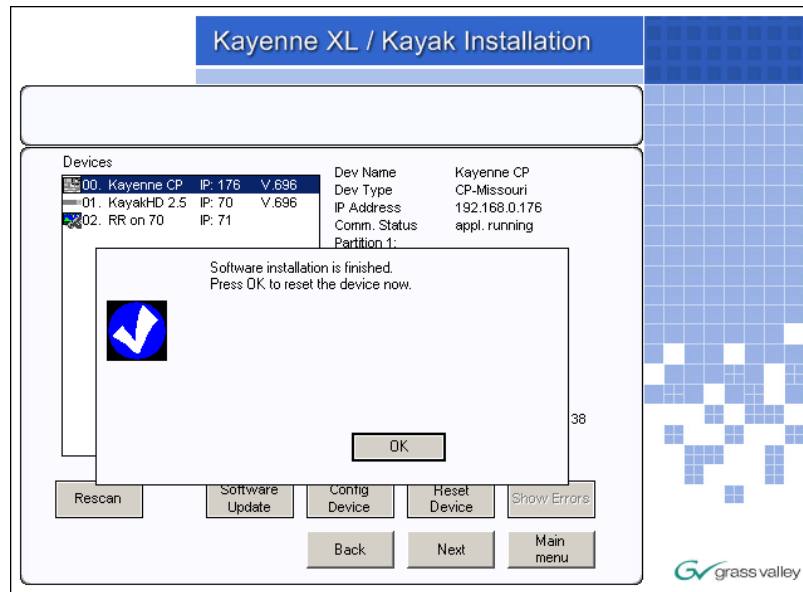 Kayenne XL / Kayak Installation
Devices
00. Kayenne CP IP: 176 V.696
01. KayakHD 2.5 IP: 70 V.696
02. RR on 70 IP: 71
Dev Name Kayenne CP
Dev Type CP-Missouri
IP Address 192.168.0.176
Comm. Status appl. running
Partition 1:
Software installation is finished.
Press OK to reset the device now.
38
OK
Rescan
Software
Update
Config
Device
Reset
Device
Show Errors
Back
Next
Main
menu
grass valley